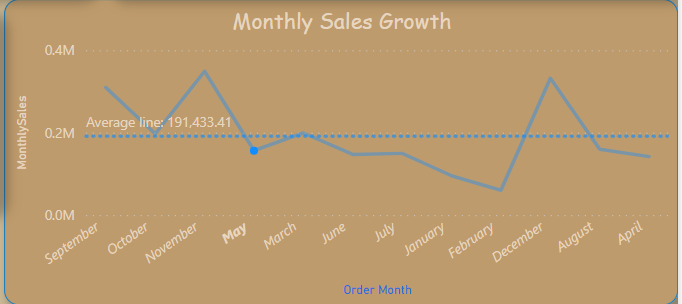 Monthly Sales Growth
MonthlySales
0.4M
0.2M
0.0M
Average line: 191,433.41
September
October
November
May
March
June
July
January
February
December
August
April
Order Month